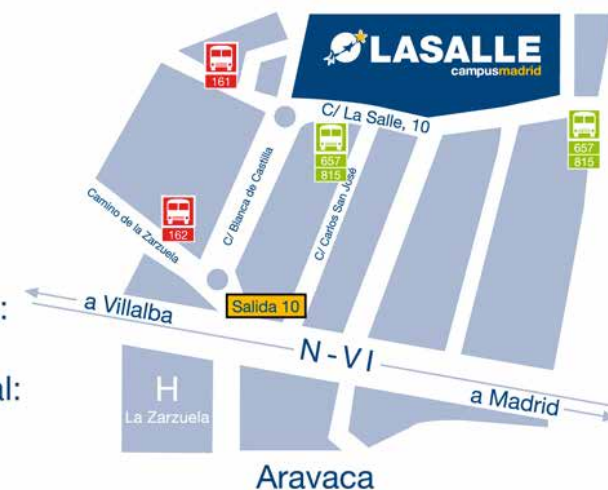 LASALLE
campusmadrid
161
C/ La Salle, 10
657
815
657
815
C/ Blanca de Castilla
C/ Carlos San José
Camino de la Zarzuela
162
:
a Villalba
Salida 10
N-VI
al:
a Madrid
H
La Zarzuela
Aravaca